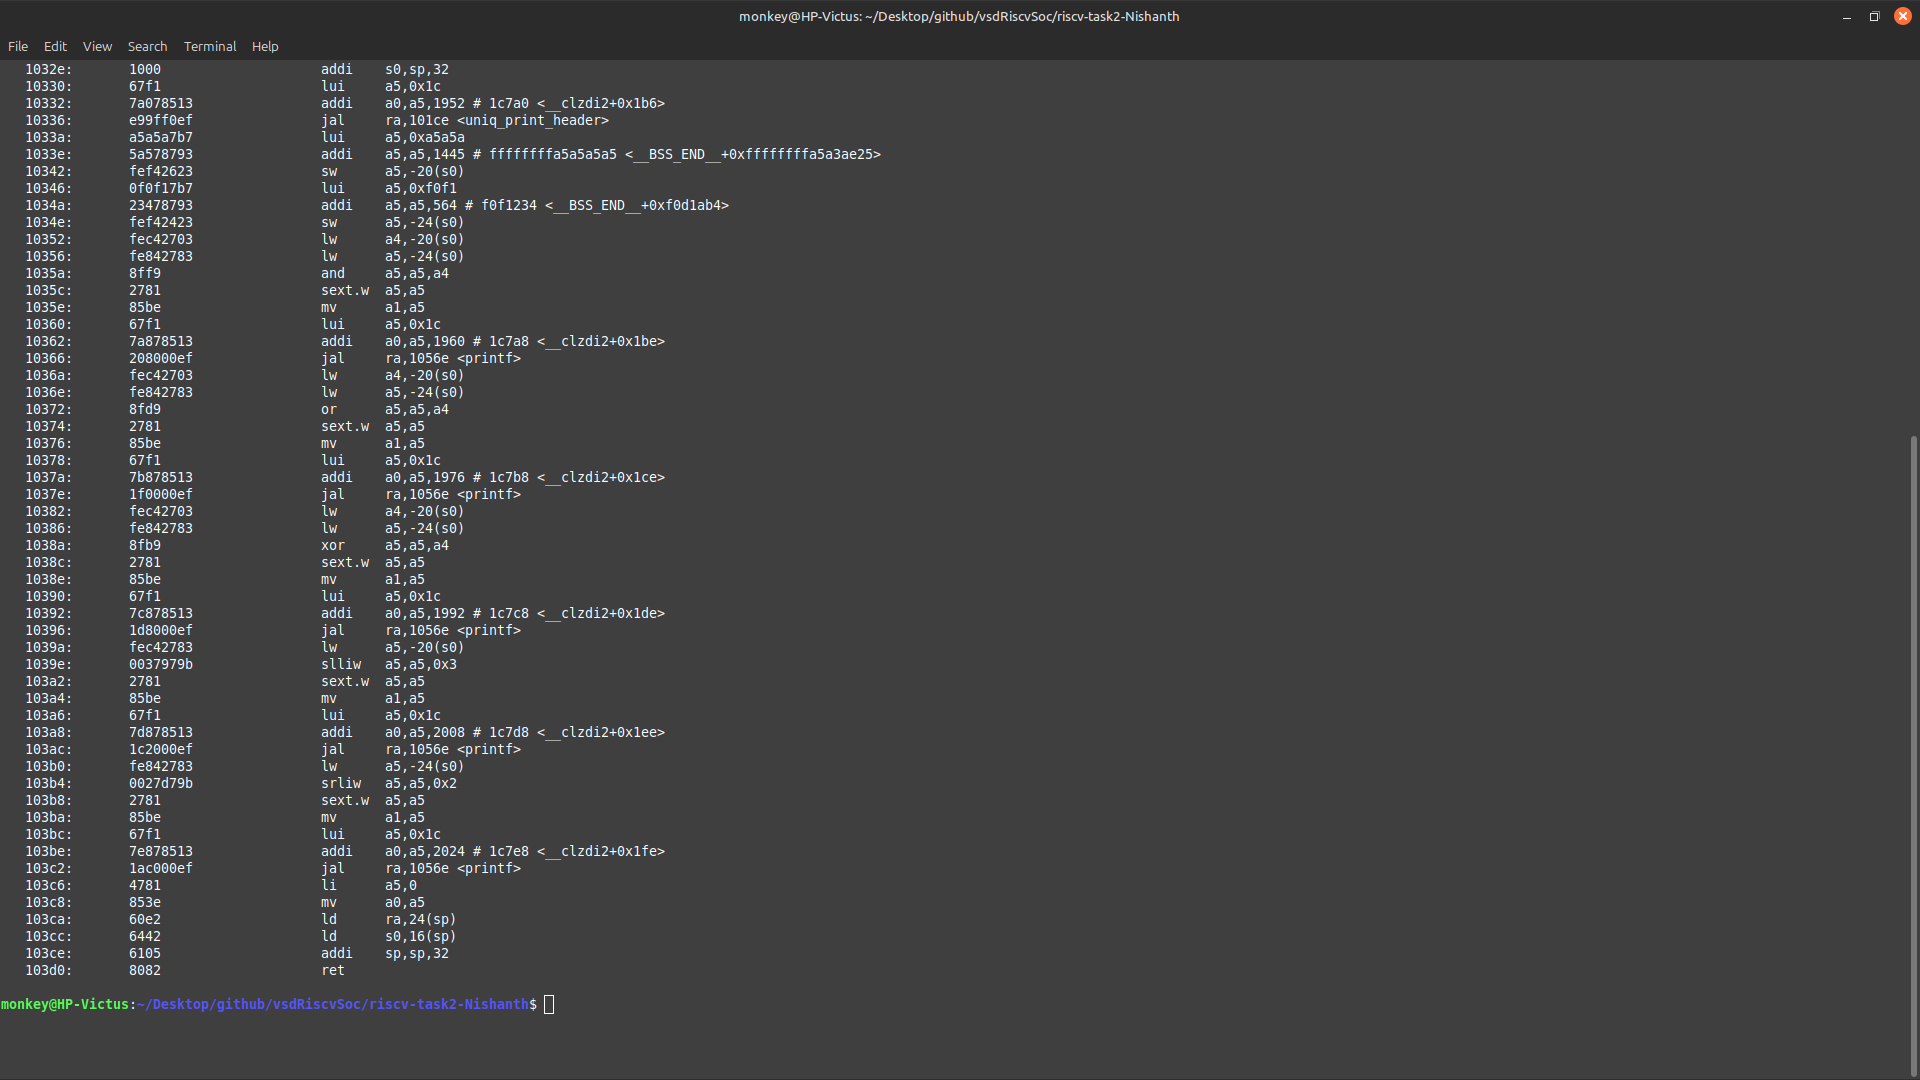 monkey@HP-Victus: ~/Desktop/github/vsdRiscvSoc/riscv-task2-Nishanth
File Edit View Search Terminal Help
1032e: 1000 addi s0,sp,32
10330: 67f1 lui a5,0x1c
10332: 7a078513 addi a0,a5,1952 # 1c7a0 <__clzdi2+0x1b6>
10336: e99ff0ef jal ra,101ce <uniq_print_header>
1033a: a5a5a7b7 lui a5,0xa5a5a
1033e: 5a578793 addi a5,a5,1445 # ffffffffa5a5a5a5 <__BSS_END__+0xffffffffa5a3ae25>
10342: fef42623 sw a5,-20(s0)
10346: 0f0f17b7 lui a5,0xf0f1
1034a: 23478793 addi a5,a5,564 # f0f1234 <__BSS_END__+0xf0d1ab4>
1034e: fef42423 sw a5,-24(s0)
10352: fec42703 lw a4,-20(s0)
10356: fe842783 lw a5,-24(s0)
1035a: 8ff9 and a5,a5,a4
1035c: 2781 sext.w a5,a5
1035e: 85be mv a1,a5
10360: 67f1 lui a5,0x1c
10362: 7a878513 addi a0,a5,1960 # 1c7a8 <__clzdi2+0x1be>
10366: 208000ef jal ra,1056e <printf>
1036a: fec42703 lw a4,-20(s0)
1036e: fe842783 lw a5,-24(s0)
10372: 8fd9 or a5,a5,a4
10374: 2781 sext.w a5,a5
10376: 85be mv a1,a5
10378: 67f1 lui a5,0x1c
1037a: 7b878513 addi a0,a5,1976 # 1c7b8 <__clzdi2+0x1ce>
1037e: 1f0000ef jal ra,1056e <printf>
10382: fec42703 lw a4,-20(s0)
10386: fe842783 lw a5,-24(s0)
1038a: 8fb9 xor a5,a5,a4
1038c: 2781 sext.w a5,a5
1038e: 85be mv a1,a5
10390: 67f1 lui a5,0x1c
10392: 7c878513 addi a0,a5,1992 # 1c7c8 <__clzdi2+0x1de>
10396: 1d8000ef jal ra,1056e <printf>
1039a: fec42783 lw a5,-20(s0)
1039e: 0037979b slliw a5,a5,0x3
103a2: 2781 sext.w a5,a5
103a4: 85be mv a1,a5
103a6: 67f1 lui a5,0x1c
103a8: 7d878513 addi a0,a5,2008 # 1c7d8 <__clzdi2+0x1ee>
103ac: 1c2000ef jal ra,1056e <printf>
103b0: fe842783 lw a5,-24(s0)
103b4: 0027d79b srliw a5,a5,0x2
103b8: 2781 sext.w a5,a5
103ba: 85be mv a1,a5
103bc: 67f1 lui a5,0x1c
103be: 7e878513 addi a0,a5,2024 # 1c7e8 <__clzdi2+0x1fe>
103c2: 1ac000ef jal ra,1056e <printf>
103c6: 4781 li a5,0
103c8: 853e mv a0,a5
103ca: 60e2 ld ra,24(sp)
103cc: 6442 ld s0,16(sp)
103ce: 6105 addi sp,sp,32
103d0: 8082 ret
monkey@HP-Victus:~/Desktop/github/vsdRiscvSoc/riscv-task2-Nishanth$